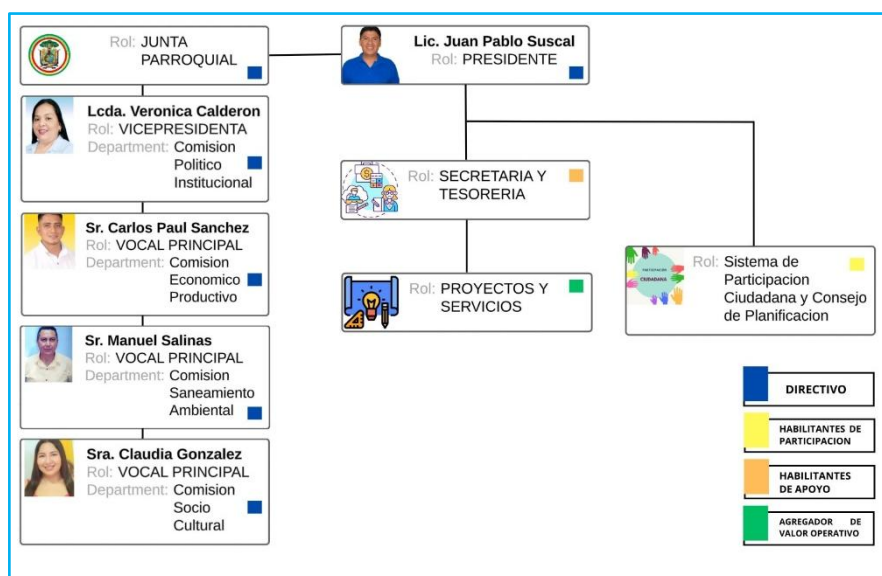 Rol: JUNTA
PARROQUIAL
Lic. Juan Pablo Suscal
Rol: PRESIDENTE
Lcda. Veronica Calderon
Rol: VICEPRESIDENTA
Department: Comision
Politico
Institucional
Sr. Carlos Paul Sanchez
Rol: VOCAL PRINCIPAL
Department: Comision
Economico
Productivo
Sr. Manuel Salinas
Rol: VOCAL PRINCIPAL
Department: Comision
Saneamiento
Ambiental
Sra. Claudia Gonzalez
Rol: VOCAL PRINCIPAL
Department: Comision
Socio
Cultural
Rol: SECRETARIA Y
TESORERIA
Rol: PROYECTOS Y
SERVICIOS
PARTICIPACIÓN
CIUDADANA
Rol: Sistema de
Participacion
Ciudadana y Consejo
de Planificacion
DIRECTIVO
HABILITANTES DE
PARTICIPACION
HABILITANTES
DE APOYO
AGREGADOR DE
VALOR OPERATIVO